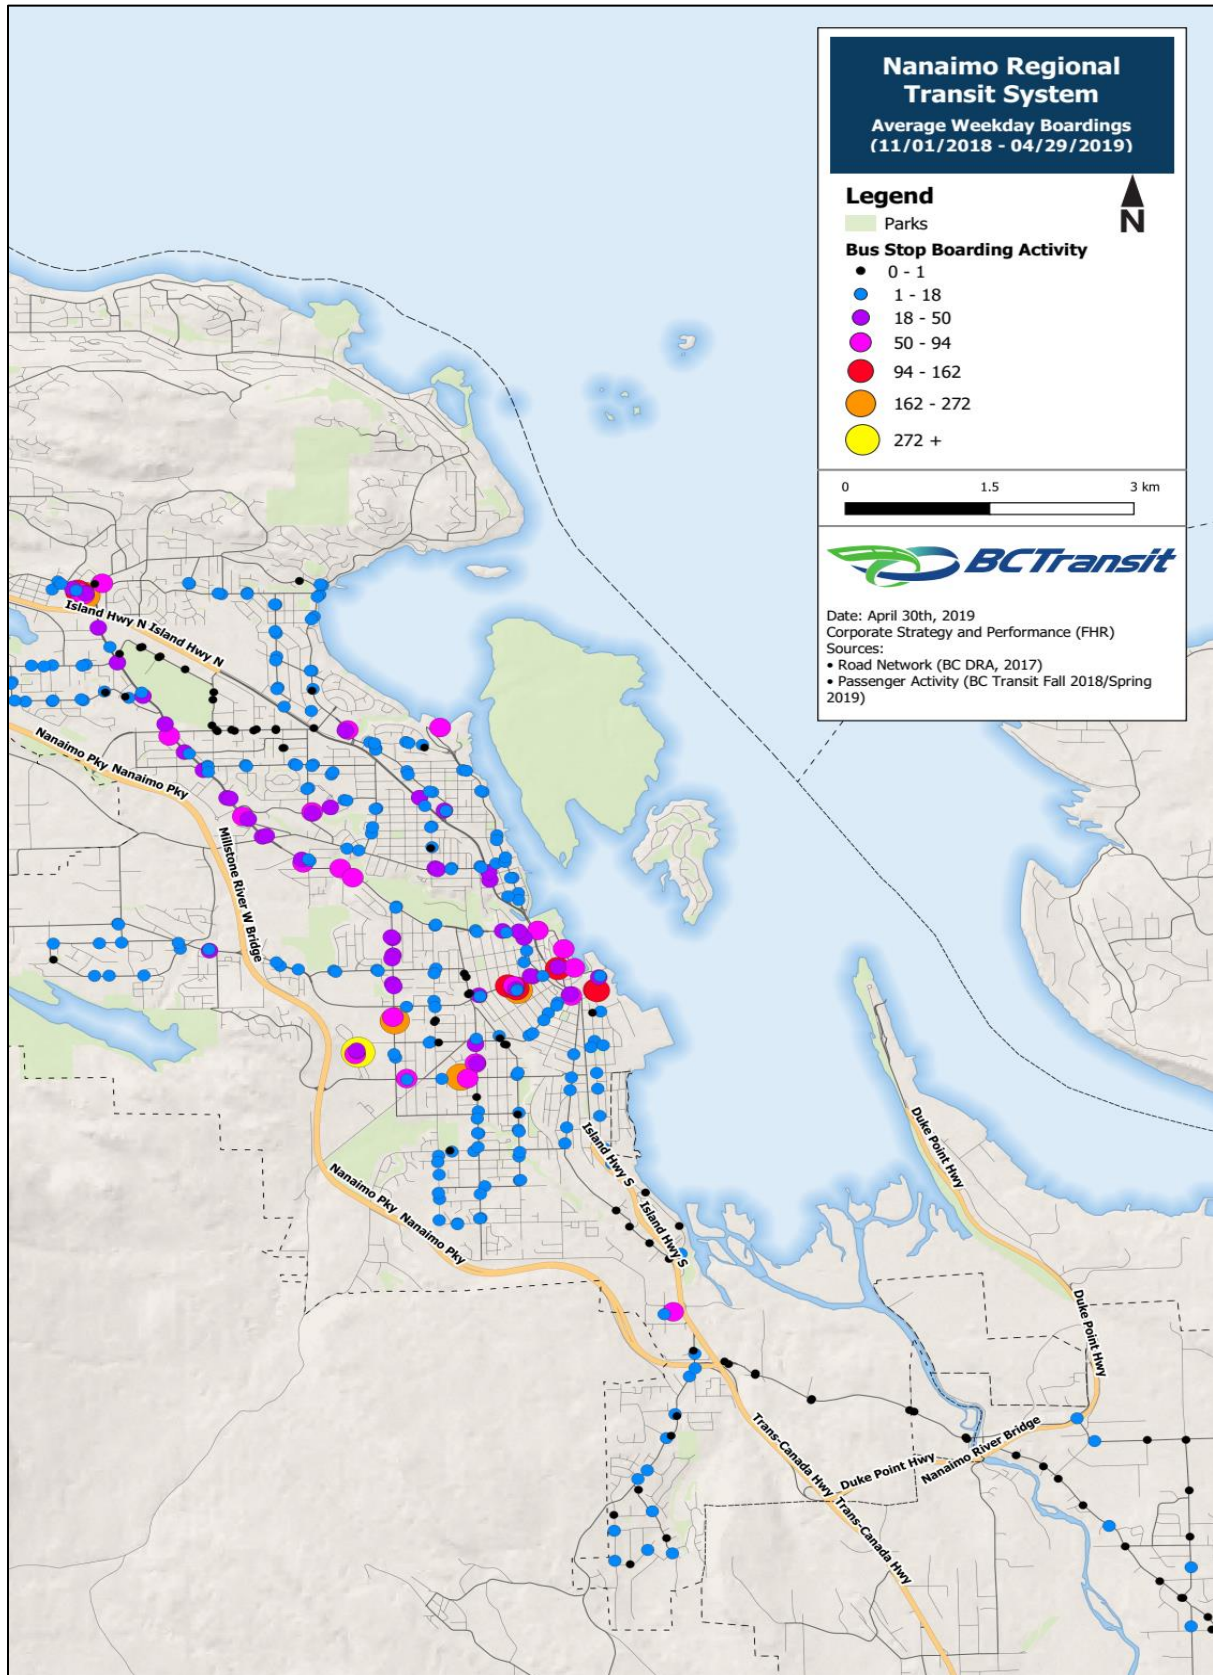 Nanaimo Regional
Transit System
Average Weekday Boardings
(11/01/2018 - 04/29/2019)
Legend
N
Parks
Bus Stop Boarding Activity
0 - 1
1 - 18
18 - 50
50 - 94
94 - 162
162 - 272
272 +
0 1.5 3 km
BCTransit
Date: April 30th, 2019
Corporate Strategy and Performance (FHR)
Sources:
• Road Network (BC DRA, 2017)
• Passenger Activity (BC Transit Fall 2018/Spring
2019)
Island Hwy N Island Hwy N
Nanaimo Pky Nanaimo Pky
Millstone River W Bridge
Nanaimo Pky Nanaimo Pky
Island Hwy S Island Hwy S
Duke Point Hwy
Duke Point Hwy
Duke Point Hwy Nanaimo River Bridge
Trans-Canada Hwy Trans-Canada Hwy